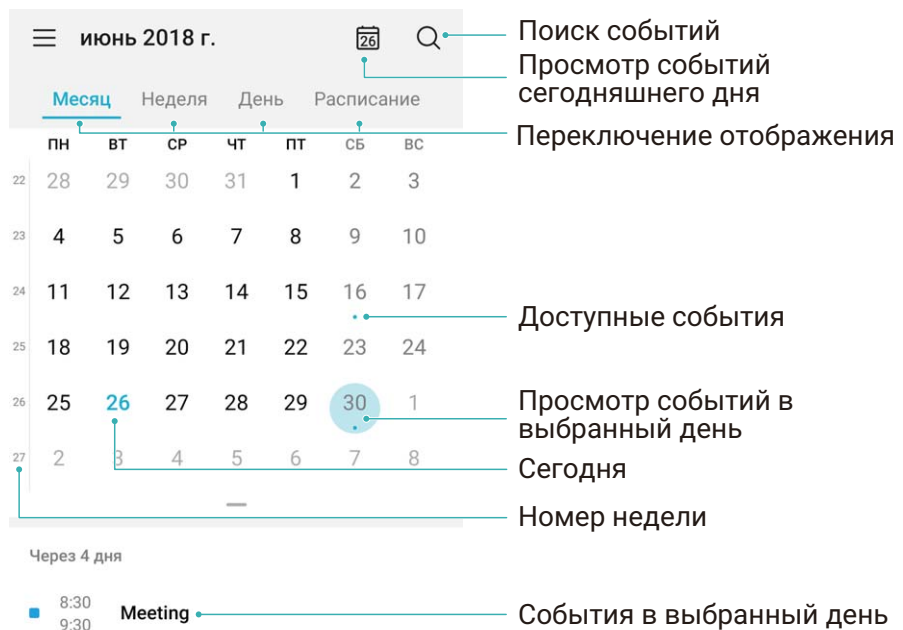 июнь 2018 г. 26 Поиск событий
Просмотр событий
сегодняшнего дня
Месяц Неделя День Расписание
Переключение отображения
ПН ВТ СР ЧТ ПТ СБ ВС
22 28 29 30 31 1 2 3
23 4 5 6 7 8 9 10
24 11 12 13 14 15 16 17
Доступные события
25 18 19 20 21 22 23 24
26 25 26 27 28 29 30 1
Просмотр событий в
выбранный день
27 2 3 4 5 6 7 8
Сегодня
Номер недели
Через 4 дня
8:30
9:30
Meeting
События в выбранный день